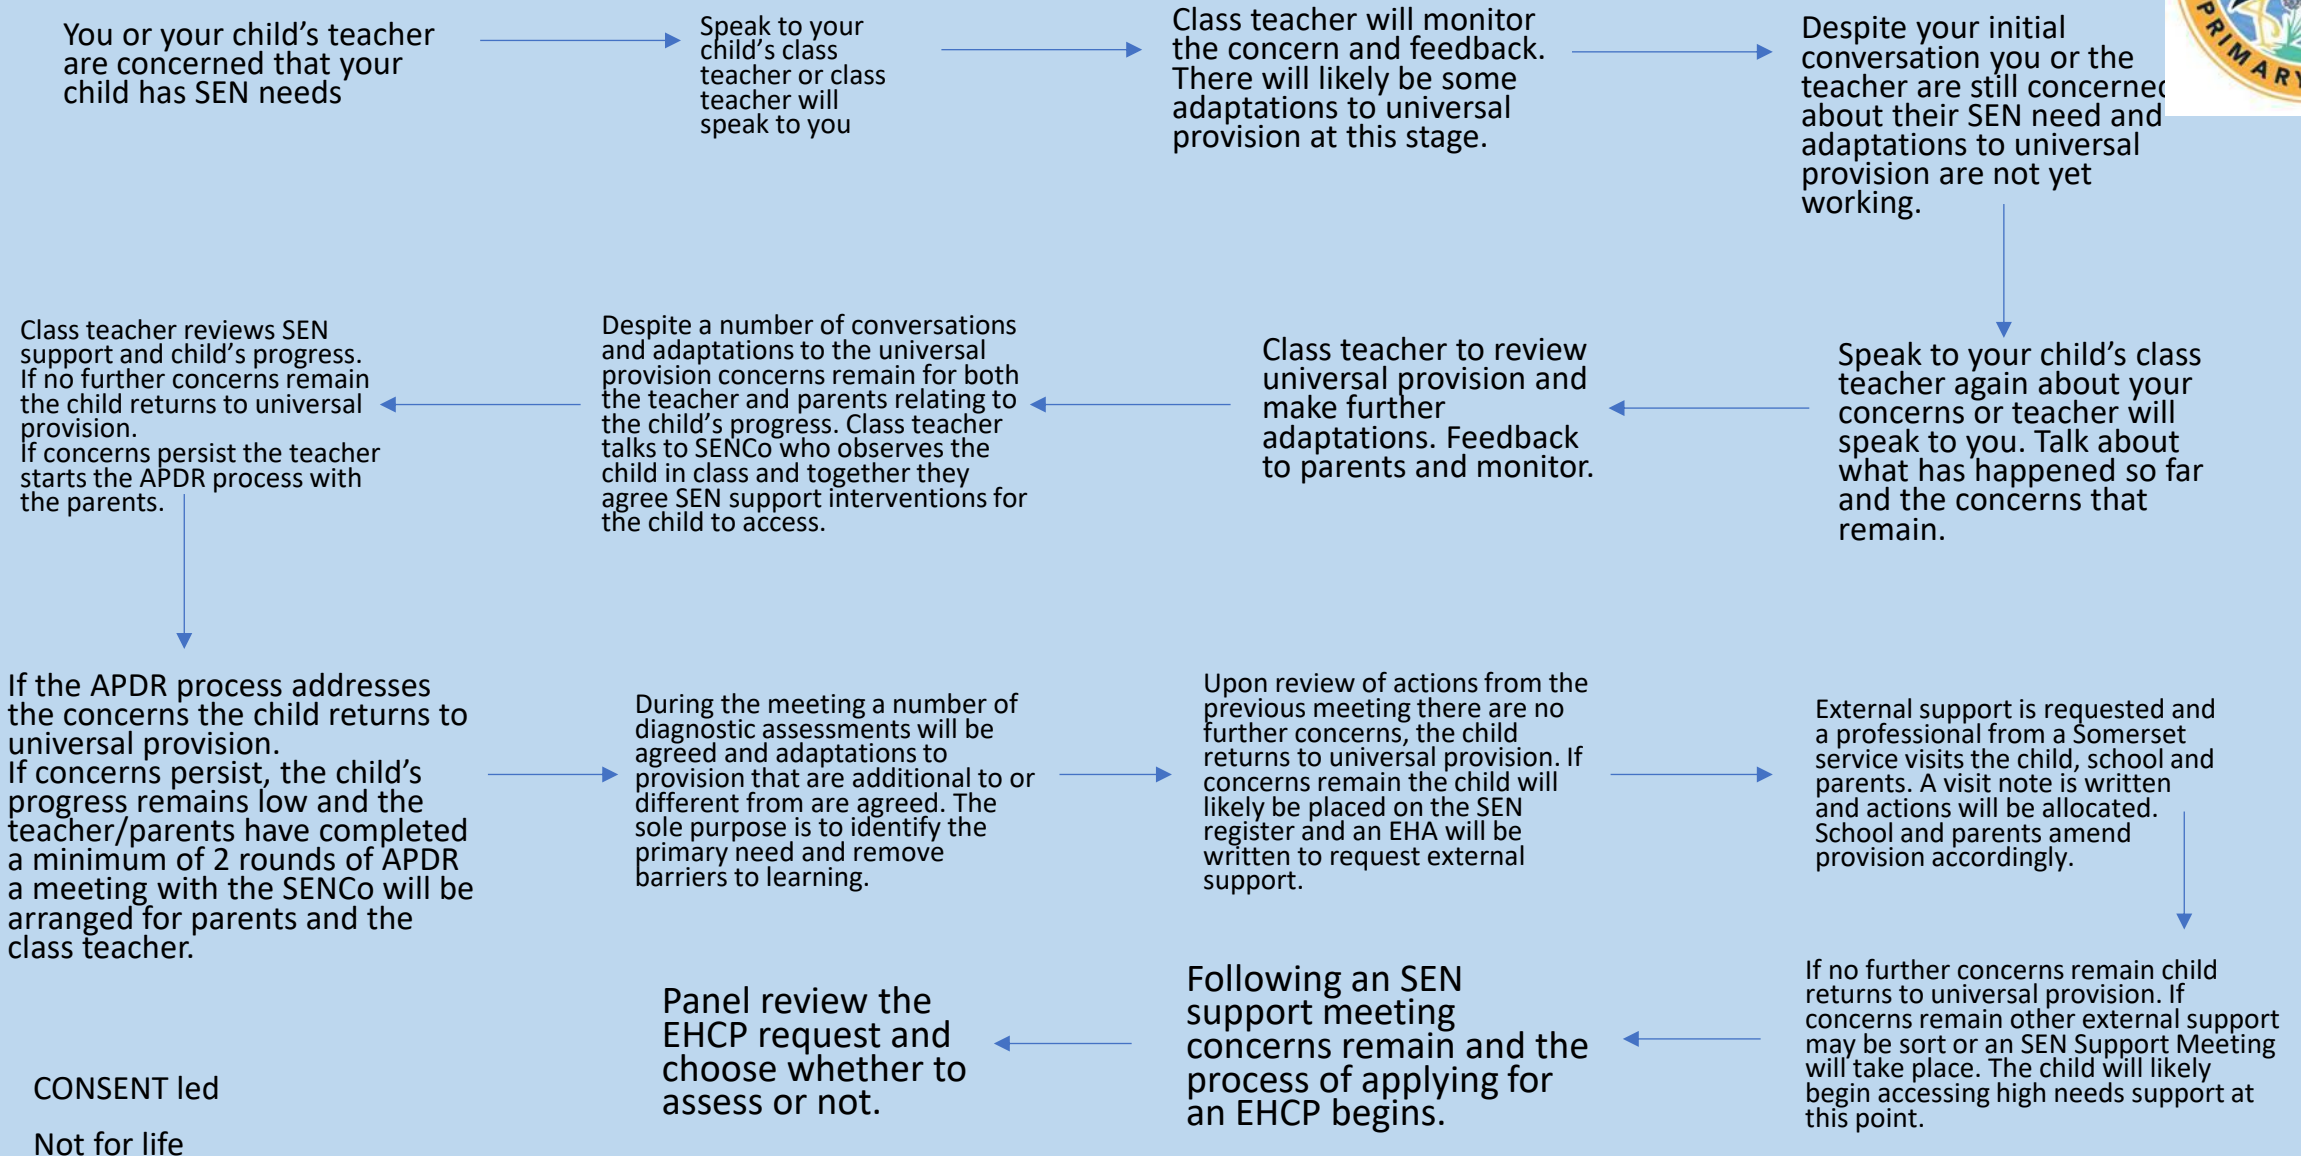 You or your child’s teacher
are concerned that your
child has SEN needs
Speak to your
child’s class
teacher or class
teacher will
speak to you
Class teacher will monitor
the concern and feedback.
There will likely be some
adaptations to universal
provision at this stage.
Despite your initial
conversation you or the
teacher are still concerned
about their SEN need and
adaptations to universal
provision are not yet
working.
PRIMARY
Speak to your child’s class
teacher again about your
concerns or teacher will
speak to you. Talk about
what has happened so far
and the concerns that
remain.
Class teacher to review
universal provision and
make further
adaptations. Feedback
to parents and monitor.
Despite a number of conversations
and adaptations to the universal
provision concerns remain for both
the teacher and parents relating to
the child’s progress. Class teacher
talks to SENCo who observes the
child in class and together they
agree SEN support interventions for
the child to access.
Class teacher reviews SEN
support and child’s progress.
If no further concerns remain
the child returns to universal
provision.
If concerns persist the teacher
starts the APDR process with
the parents.
If the APDR process addresses
the concerns the child returns to
universal provision.
If concerns persist, the child’s
progress remains low and the
teacher/parents have completed
a minimum of 2 rounds of APDR
a meeting with the SENCo will be
arranged for parents and the
class teacher.
During the meeting a number of
diagnostic assessments will be
agreed and adaptations to
provision that are additional to or
different from are agreed. The
sole purpose is to identify the
primary need and remove
barriers to learning.
Upon review of actions from the
previous meeting there are no
further concerns, the child
returns to universal provision. If
concerns remain the child will
likely be placed on the SEN
register and an EHA will be
written to request external
support.
External support is requested and
a professional from a Somerset
service visits the child, school and
parents. A visit note is written
and actions will be allocated.
School and parents amend
provision accordingly.
If no further concerns remain child
returns to universal provision. If
concerns remain other external support
may be sort or an SEN Support Meeting
will take place. The child will likely
begin accessing high needs support at
this point.
Following an SEN
support meeting
concerns remain and the
process of applying for
an EHCP begins.
Panel review the
EHCP request and
choose whether to
assess or not.
CONSENT led
Not for life